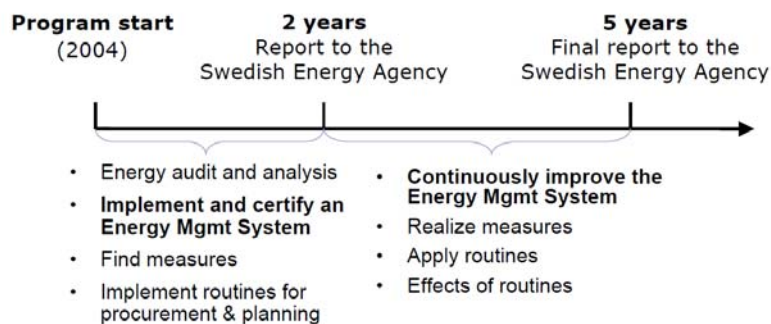 Program start
(2004)
2 years
Report to the
Swedish Energy Agency
5 years
Final report to the
Swedish Energy Agency
• Energy audit and analysis
• Implement and certify an
Energy Mgmt System
• Find measures
• Implement routines for
procurement & planning
• Continuously improve the
Energy Mgmt System
• Realize measures
• Apply routines
• Effects of routines